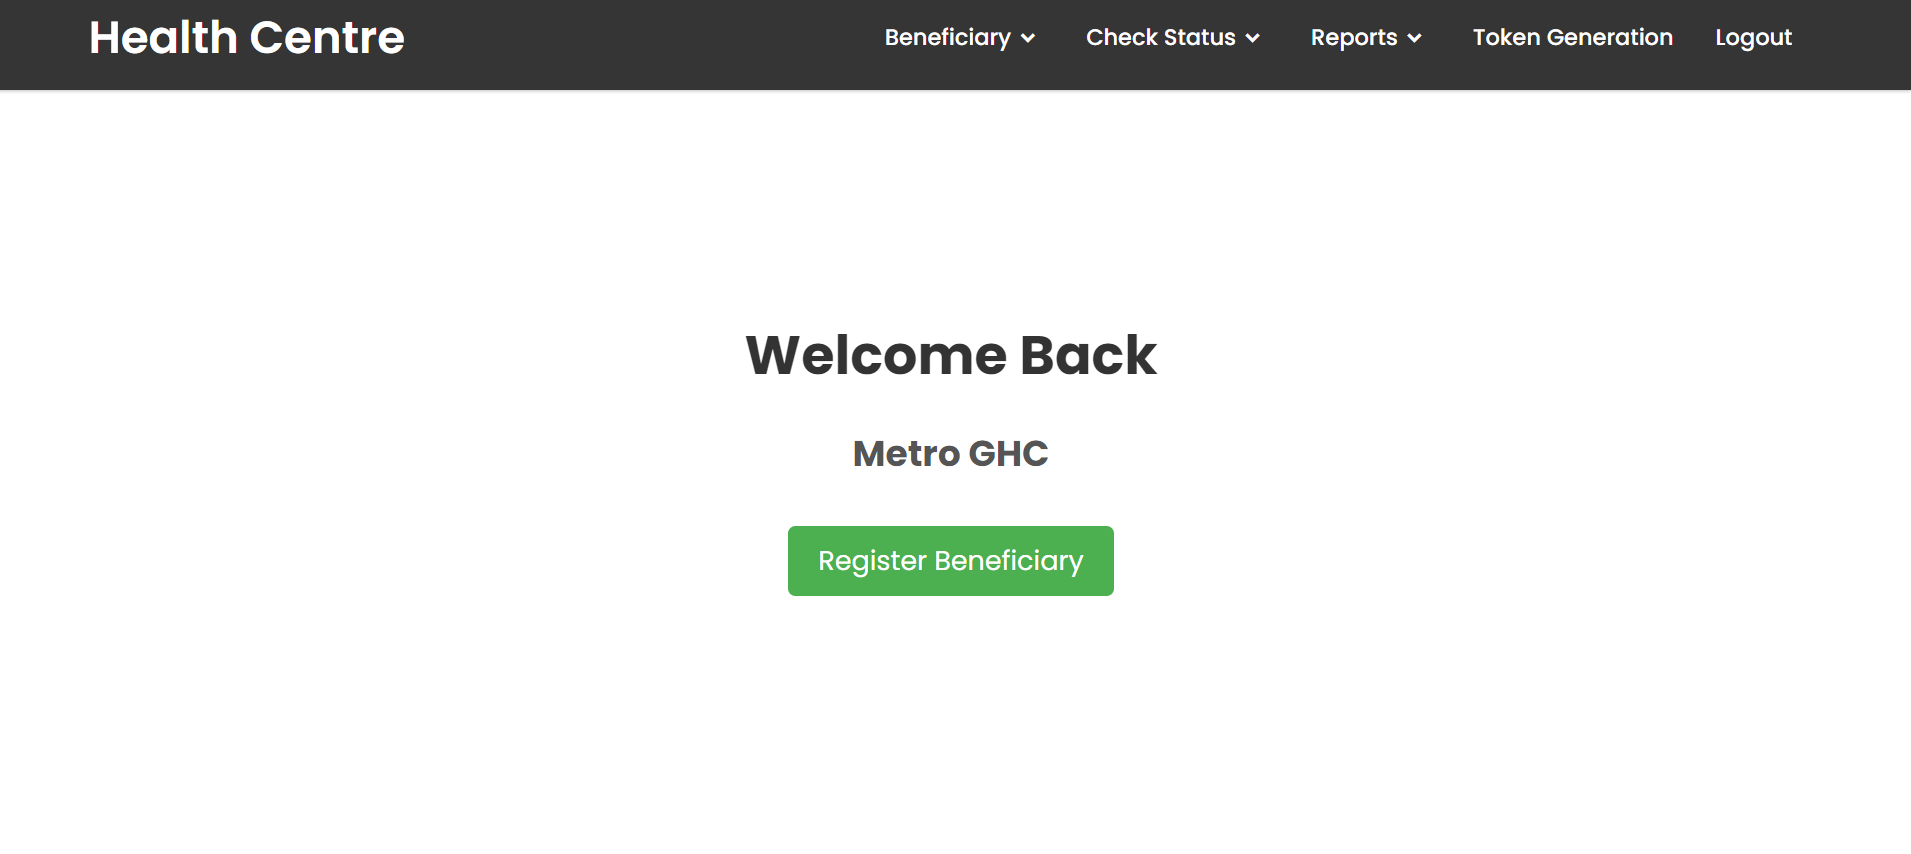 Health Centre
Beneficiary Check Status Reports Token Generation Logout
Welcome Back
Metro GHC
Register Beneficiary